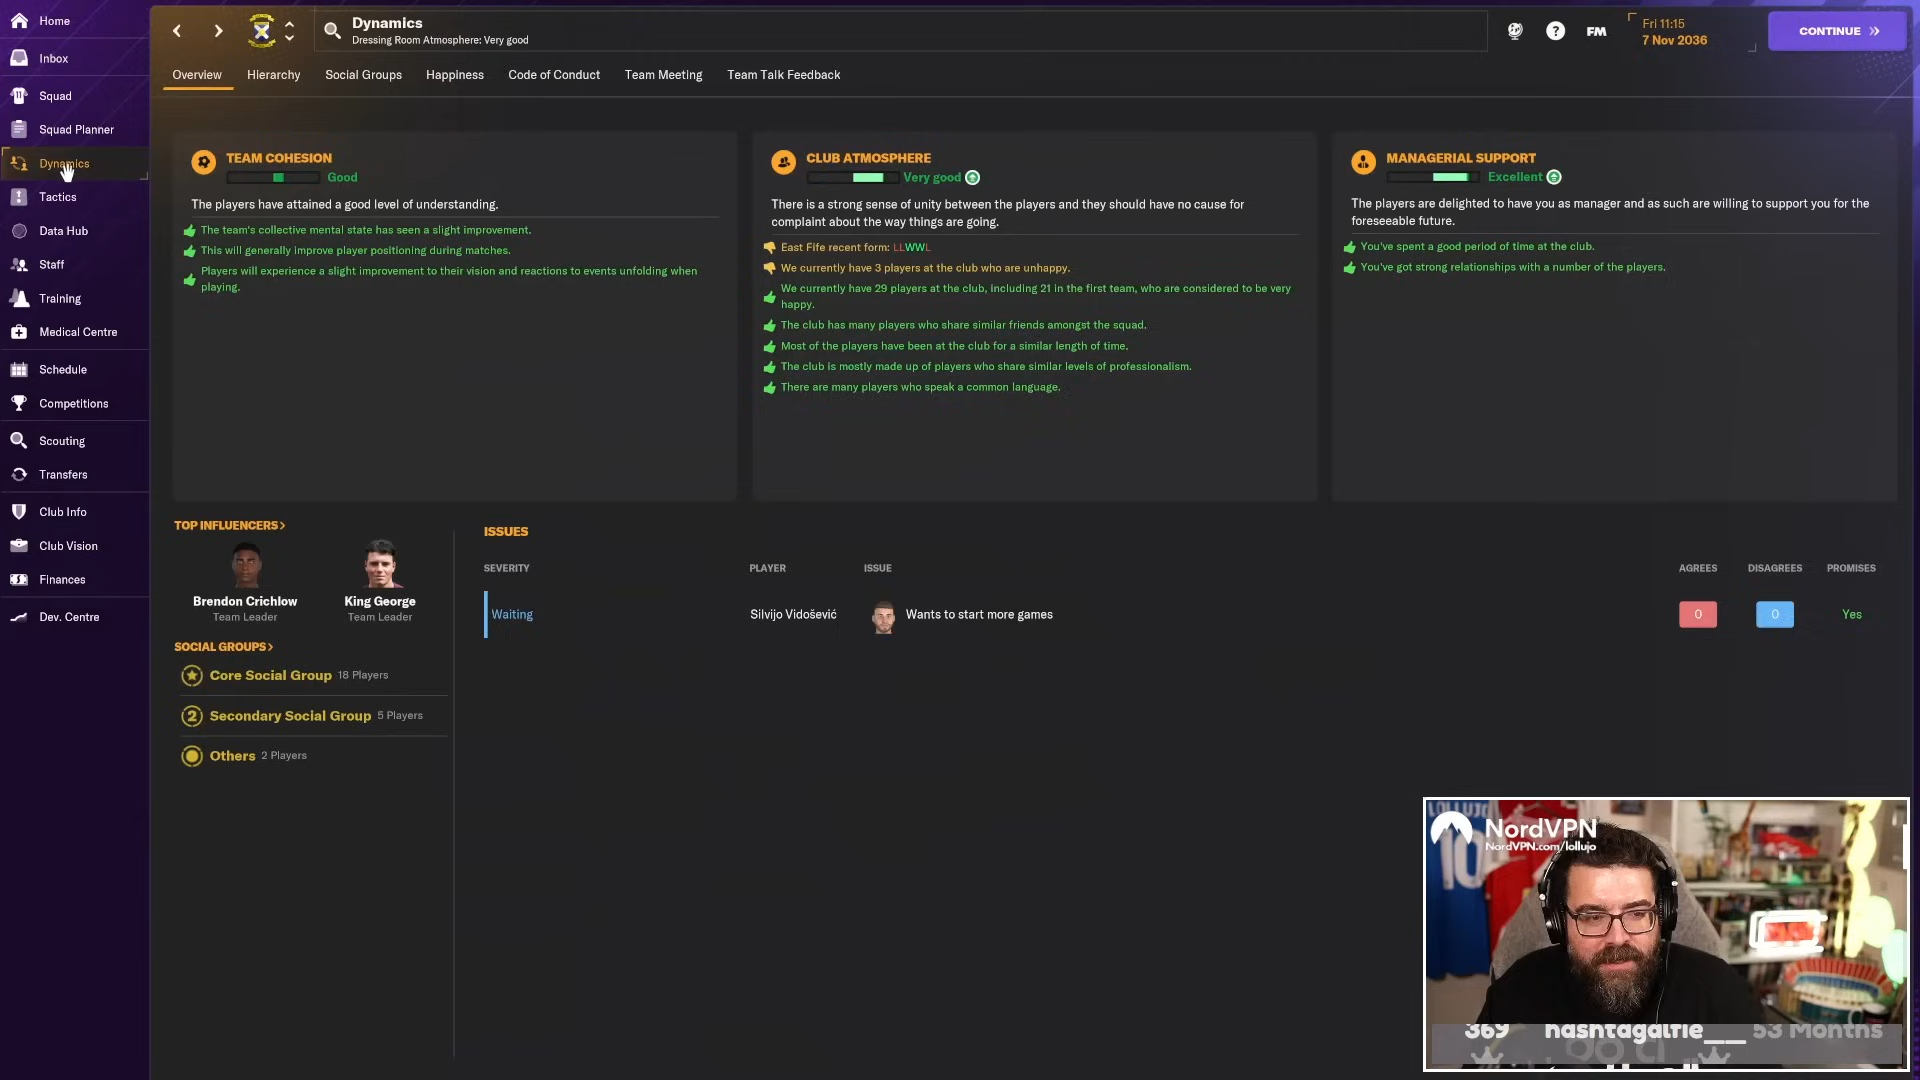 Home
Inbox
Squad
Squad Planner
Dynamics
Tactics
Data Hub
Staff
Training
Medical Centre
Schedule
Competitions
Scouting
Transfers
Club Info
Club Vision
Finances
Dev. Centre
Dynamics
Dressing Room Atmosphere: Very good
FM
Fri 11:15
7 Nov 2036
CONTINUE
Overview Hierarchy Social Groups Happiness Code of Conduct Team Meeting Team Talk Feedback
TEAM COHESION
Good
The players have attained a good level of understanding.
The team's collective mental state has seen a slight improvement.
This will generally improve player positioning during matches.
Players will experience a slight improvement to their vision and reactions to events unfolding when
playing.
CLUB ATMOSPHERE
Very good
There is a strong sense of unity between the players and they should have no cause for
complaint about the way things are going.
East Fife recent form: LLWWL
We currently have 3 players at the club who are unhappy.
We currently have 29 players at the club, including 21 in the first team, who are considered to be very
happy.
The club has many players who share similar friends amongst the squad.
Most of the players have been at the club for a similar length of time.
The club is mostly made up of players who share similar levels of professionalism.
There are many players who speak a common language.
MANAGERIAL SUPPORT
Excellent
The players are delighted to have you as manager and as such are willing to support you for the
foreseeable future.
You've spent a good period of time at the club.
You've got strong relationships with a number of the players.
TOP INFLUENCERS>
Brendon Crichlow
Team Leader
King George
Team Leader
SOCIAL GROUPS>
Core Social Group 18 Players
2 Secondary Social Group 5 Players
Others 2 Players
ISSUES
SEVERITY PLAYER ISSUE AGREES DISAGREES PROMISES
Waiting Silvijo Vidošević Wants to start more games 0 0 Yes
NordVPN
NordVPN.com/lollujo
369 hashtagalfie__ 53 Months